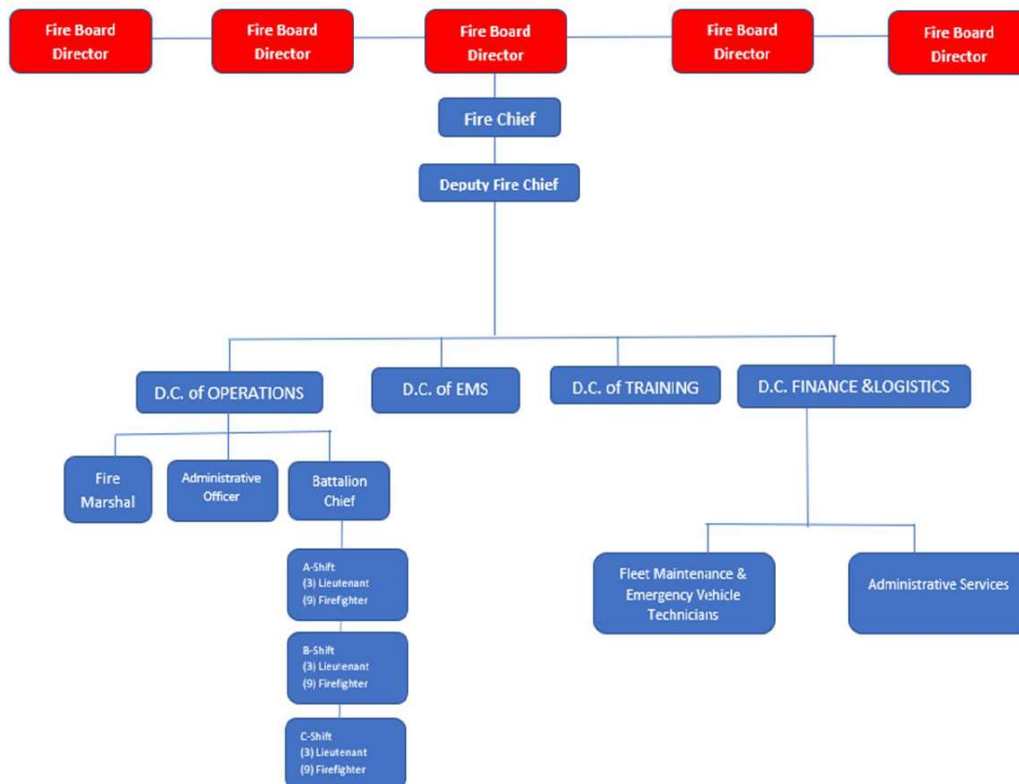 Fire Board
Director
Fire Board
Director
Fire Board
Director
Fire Board
Director
Fire Board
Director
Fire Chief
Deputy Fire Chief
D.C. of OPERATIONS
D.C. of EMS
D.C. of TRAINING
D.C. FINANCE &LOGISTICS
Fire
Marshal
Administrative
Officer
Battalion
Chief
A-Shift
(3) Lieutenant
(9) Firefighter
B-Shift
(3) Lieutenant
(9) Firefighter
C-Shift
(3) Lieutenant
(9) Firefighter
Fleet Maintenance &
Emergency Vehicle
Technicians
Administrative Services